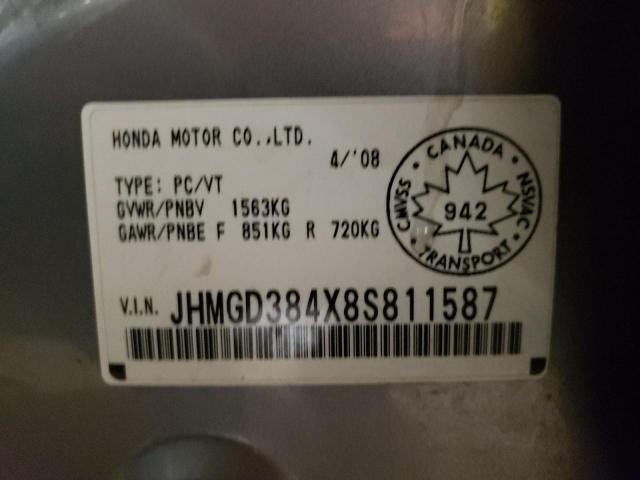 HONDA MOTOR CO.,LTD.
4/'08
TYPE: PC/VT
GVWR/PNBV 1563KG
GAWR/PNBE F 851KG R 720KG
CANADA
CMVSS
NSVAC
942
TRANSPORT
V.I.N. JHMGD384X8S811587